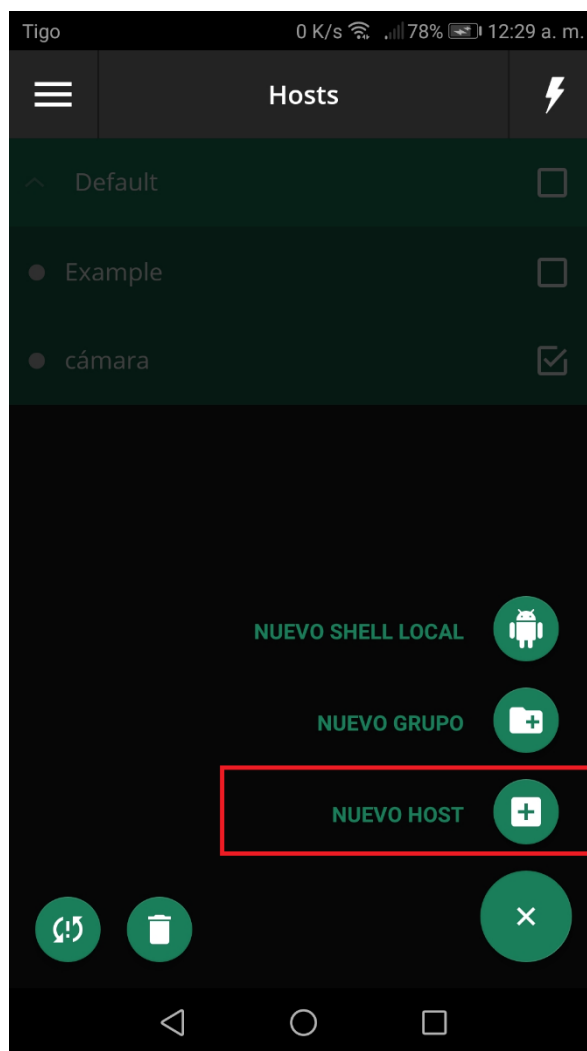 Tigo 0 K/s 78% 12:29 a. m.
Hosts
Default
Example
cámara
NUEVO SHELL LOCAL
NUEVO GRUPO
NUEVO HOST